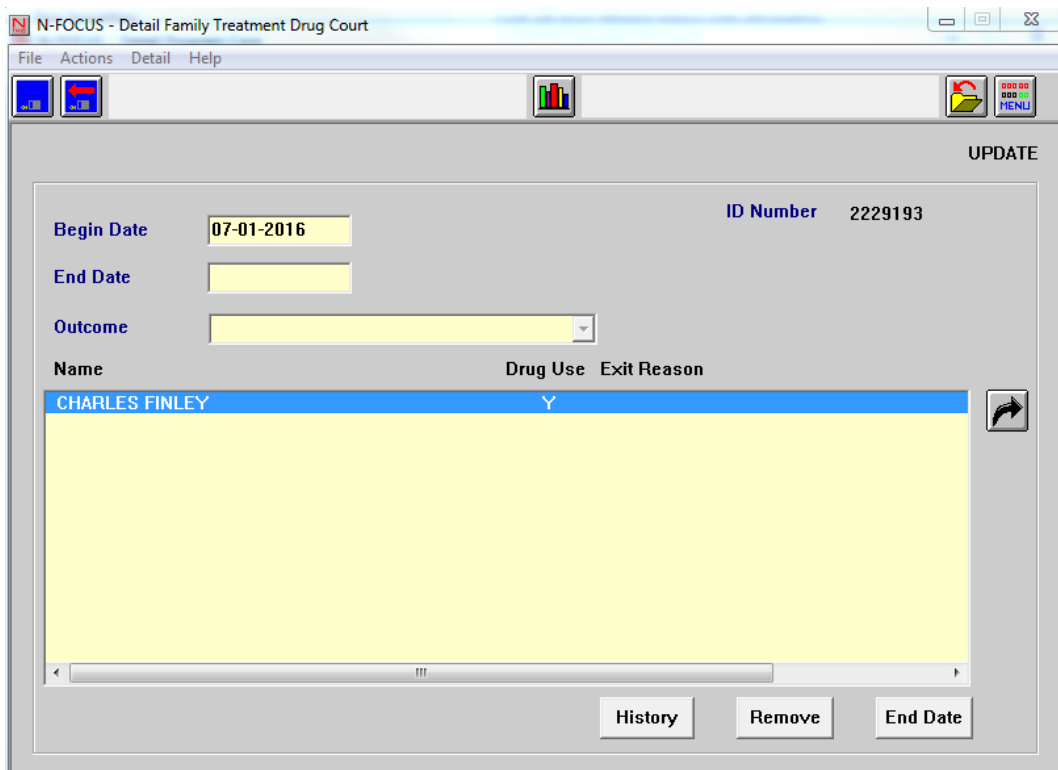 N-FOCUS - Detail Family Treatment Drug Court
File Actions Detail Help
MENU
UPDATE
ID Number 2229193
Begin Date 07-01-2016
End Date
Outcome
Name Drug Use Exit Reason
CHARLES FINLEY Y
History Remove End Date